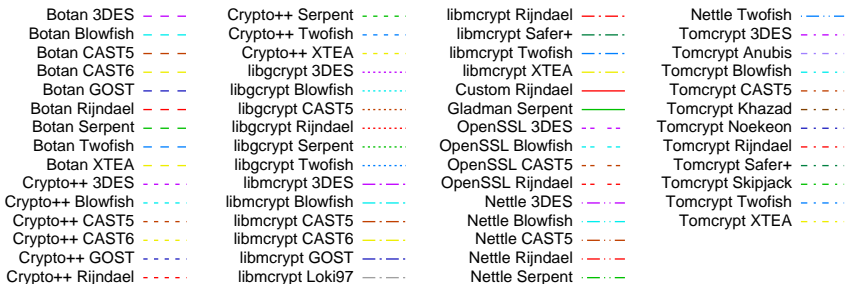 Botan 3DES
Botan Blowfish
Botan CAST5
Botan CAST6
Botan GOST
Botan Rijndael
Botan Serpent
Botan Twofish
Botan XTEA
Crypto++ 3DES
Crypto++ Blowfish
Crypto++ CAST5
Crypto++ CAST6
Crypto++ GOST
Crypto++ Rijndael
Crypto++ Serpent
Crypto++ Twofish
Crypto++ XTEA
libgcrypt 3DES
libgcrypt Blowfish
libgcrypt CAST5
libgcrypt Rijndael
libgcrypt Serpent
libgcrypt Twofish
libmcrypt 3DES
libmcrypt Blowfish
libmcrypt CAST5
libmcrypt CAST6
libmcrypt GOST
libmcrypt Loki97
libmcrypt Rijndael
libmcrypt Safer+
libmcrypt Twofish
libmcrypt XTEA
Custom Rijndael
Gladman Serpent
OpenSSL 3DES
OpenSSL Blowfish
OpenSSL CAST5
OpenSSL Rijndael
Nettle 3DES
Nettle Blowfish
Nettle CAST5
Nettle Rijndael
Nettle Serpent
Nettle Twofish
Tomcrypt 3DES
Tomcrypt Anubis
Tomcrypt Blowfish
Tomcrypt CAST5
Tomcrypt Khazad
Tomcrypt Noekeon
Tomcrypt Rijndael
Tomcrypt Safer+
Tomcrypt Skipjack
Tomcrypt Twofish
Tomcrypt XTEA